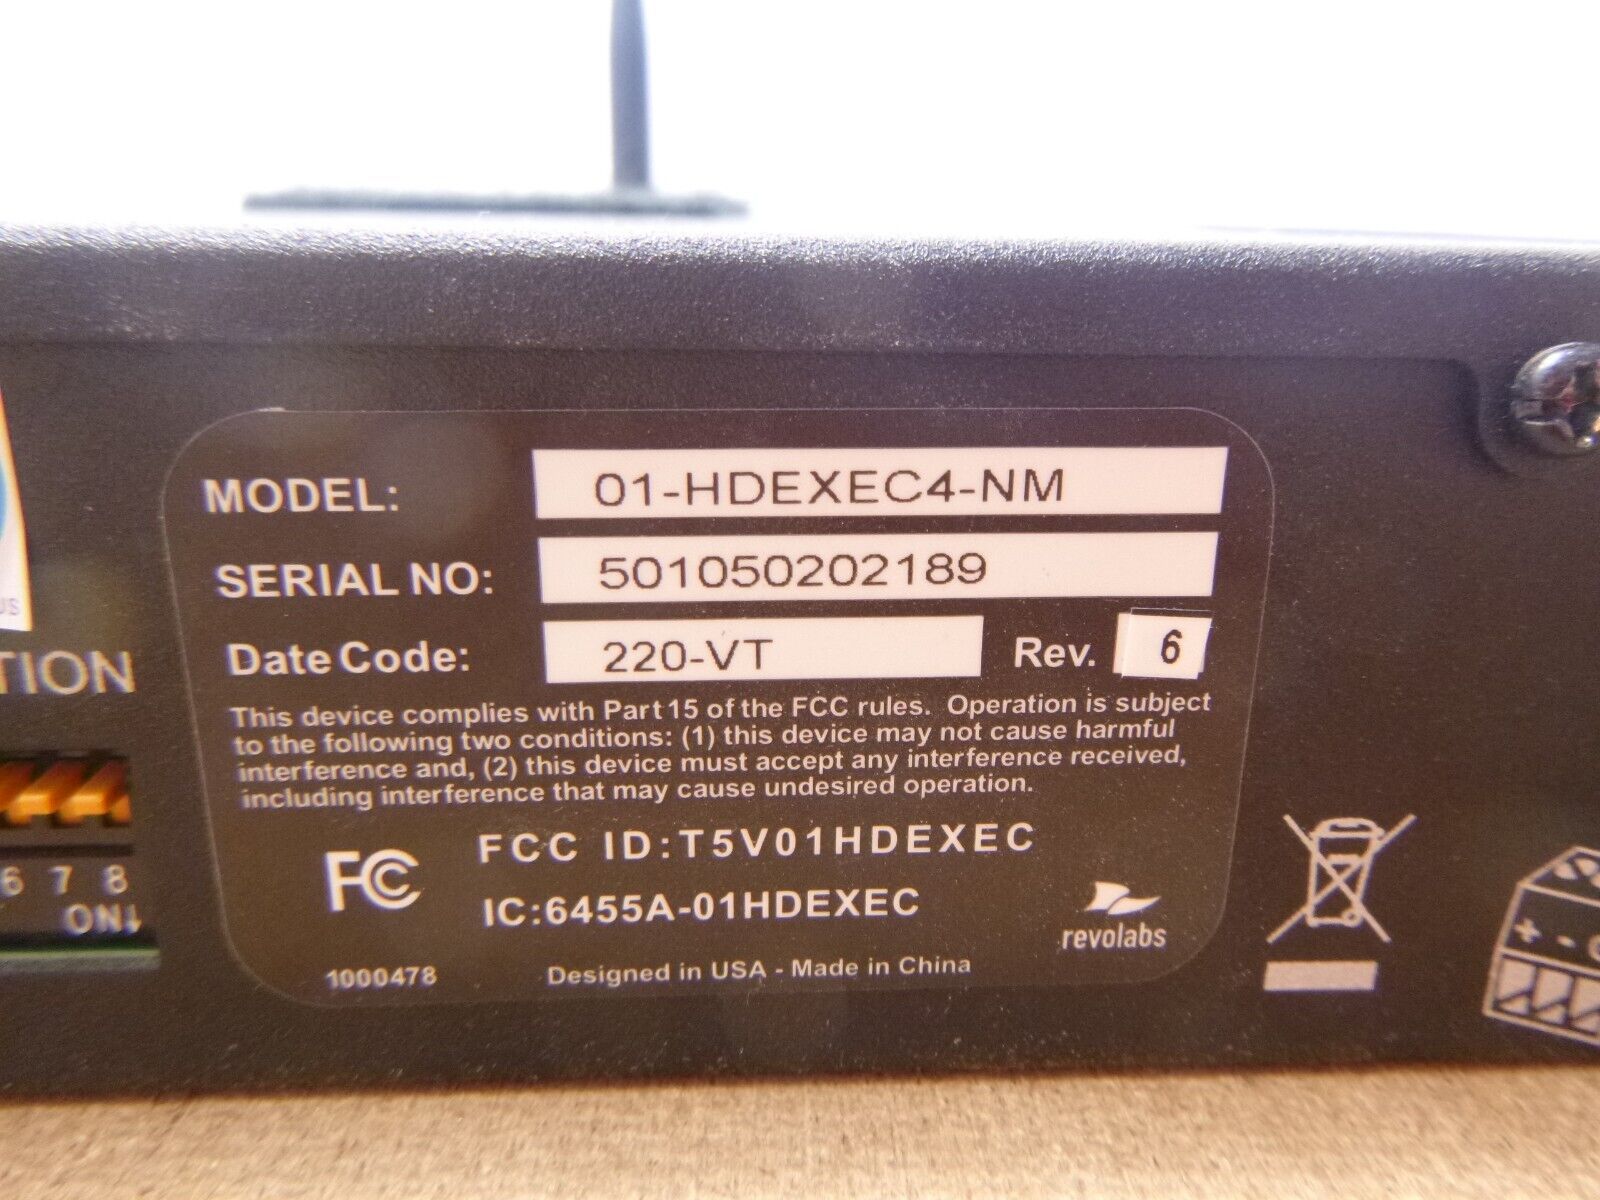 MODEL: 01-HDEXEC4-NM
SERIAL NO: 501050202189
Date Code: 220-VT Rev. 6
This device complies with Part 15 of the FCC rules. Operation is subject
to the following two conditions: (1) this device may not cause harmful
interference and, (2) this device must accept any interference received,
including interference that may cause undesired operation.
FC FCC ID:T5V01HDEXEC
IC:6455A-01HDEXEC
revolabs
1000478 Designed in USA - Made in China
US
TION
6 7 8
ON↓
+ -